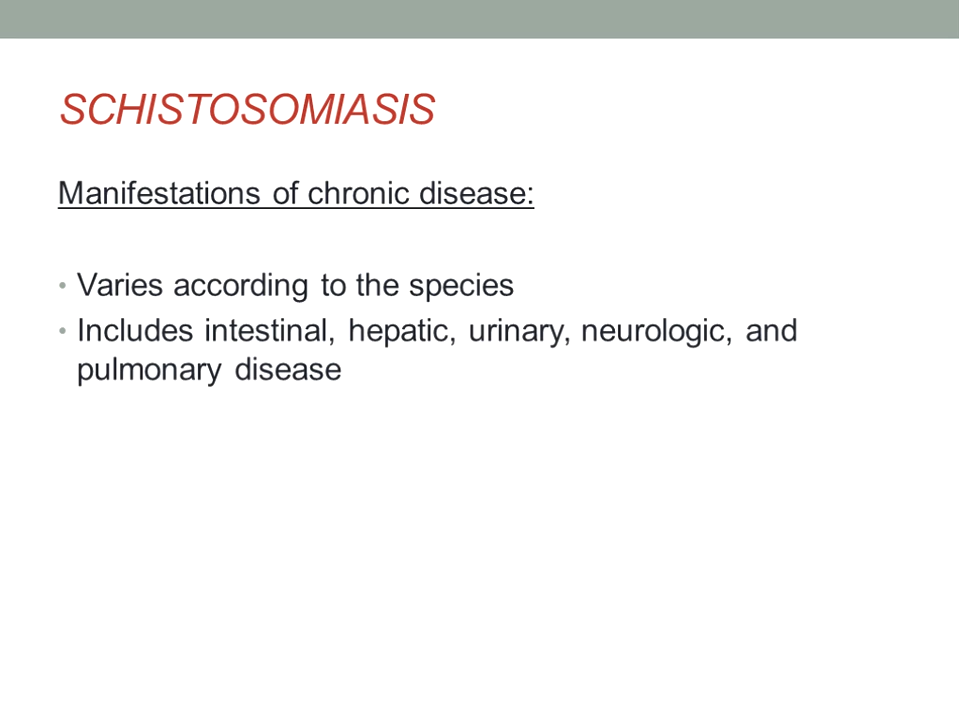 SCHISTOSOMIASIS
Manifestations of chronic disease:
• Varies according to the species
• Includes intestinal, hepatic, urinary, neurologic, and
pulmonary disease